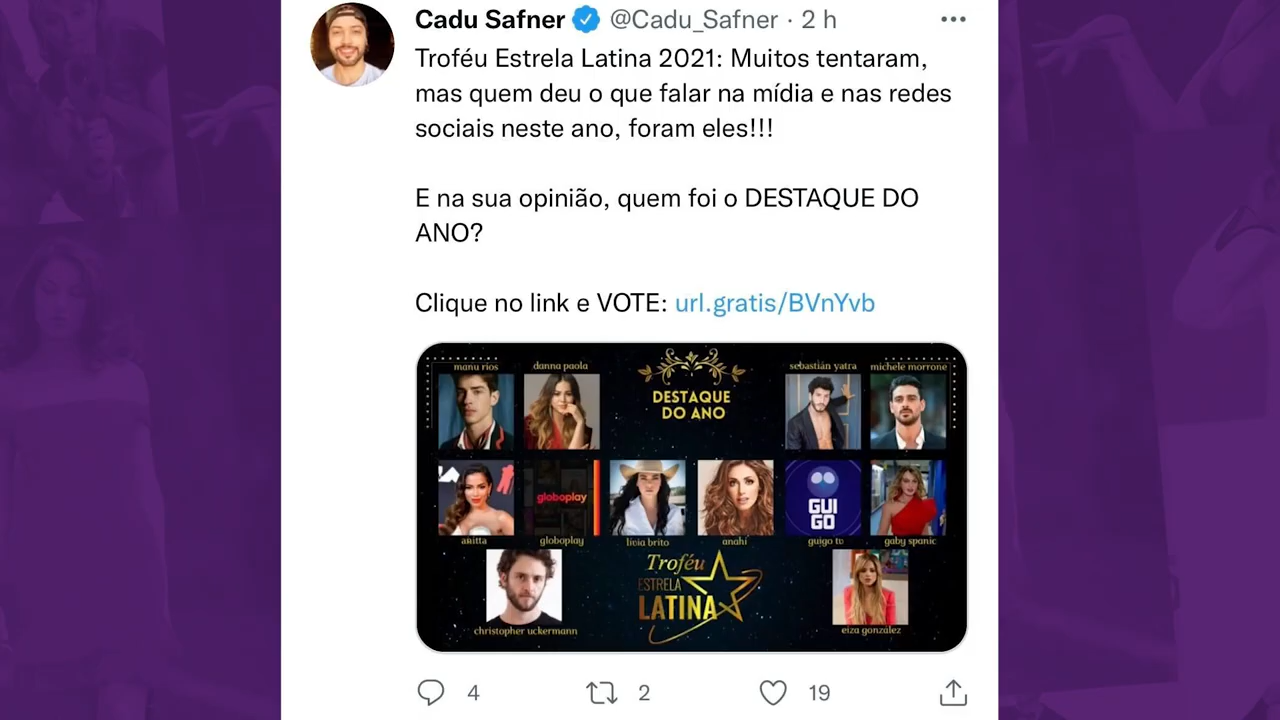 Cadu Safner @Cadu_Safner · 2 h
Troféu Estrela Latina 2021: Muitos tentaram,
mas quem deu o que falar na mídia e nas redes
sociais neste ano, foram eles!!!
E na sua opinião, quem foi o DESTAQUE DO
ANO?
Clique no link e VOTE: url.gratis/BVnYvb
manu rios
danna paola
sebastián yatra
michele morrone
DESTAQUE
DO ANO
globoplay
GUI
GO
anitta
globoplay
livia brito
anahí
guigo tv
gaby spanic
Troféu
ESTRELA
LATINA
christopher uckermann
eiza gonzález
4
2
19